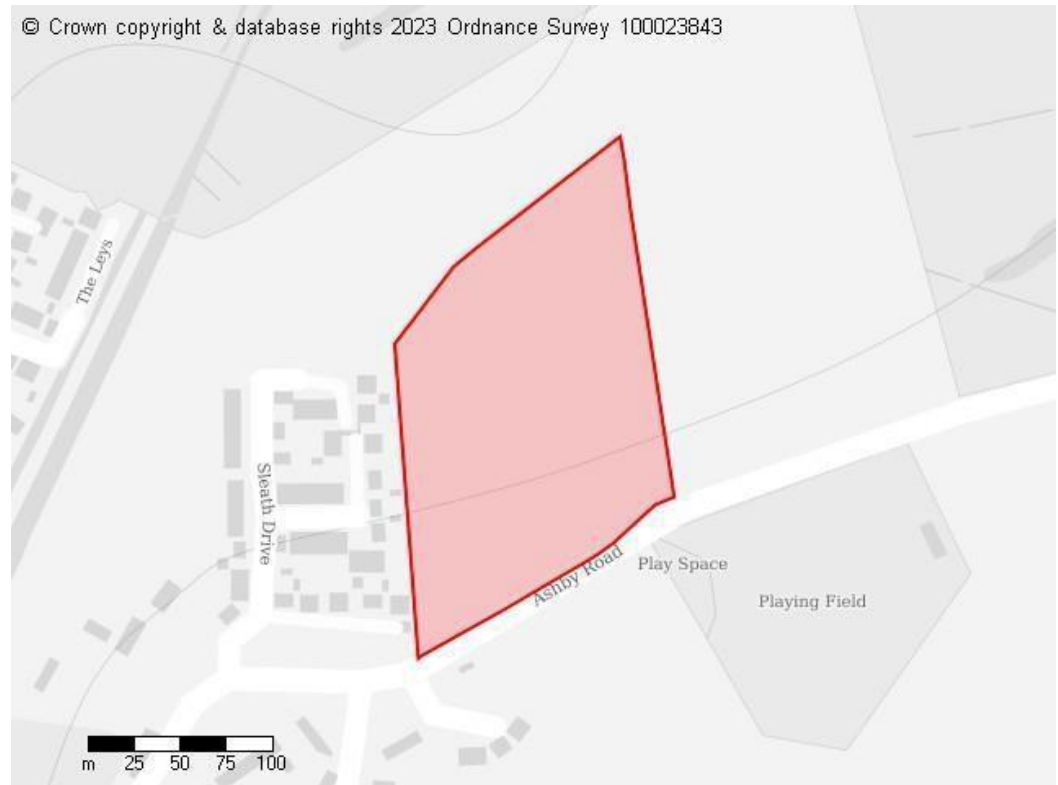 © Crown copyright & database rights 2023 Ordnance Survey 100023843
The Leys
Sleath Drive
Ashby Road
Play Space
Playing Field
m 25 50 75 100